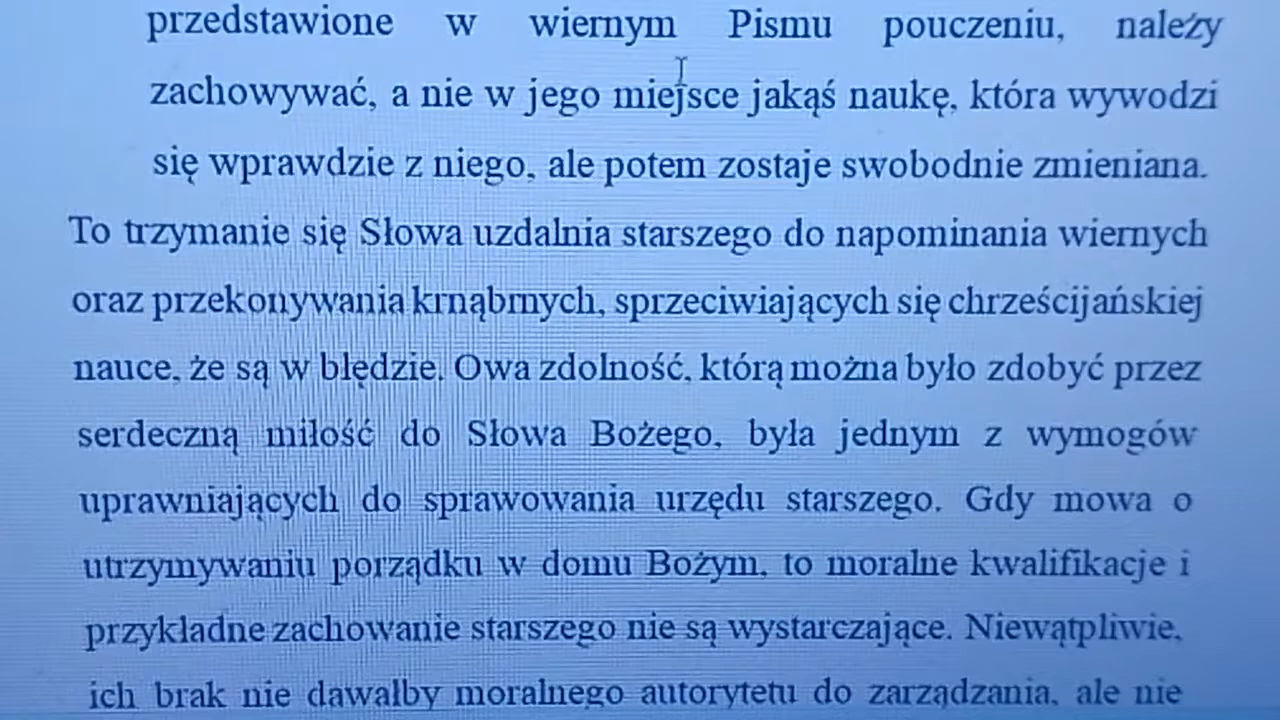 przedstawione w wiernym Pismu pouczeniu, należy
zachowywać, a nie w jego miejsce jakąś naukę, która wywodzi
się wprawdzie z niego, ale potem zostaje swobodnie zmieniana.
To trzymanie się Słowa uzdalnia starszego do napominania wiernych
oraz przekonywania krnąbrnych, sprzeciwiających się chrześcijańskiej
nauce, że są w błędzie. Owa zdolność, którą można było zdobyć przez
serdeczną miłość do Słowa Bożego, była jednym z wymogów
uprawniających do sprawowania urzędu starszego. Gdy mowa o
utrzymywaniu porządku w domu Bożym, to moralne kwalifikacje i
przykładne zachowanie starszego nie są wystarczające. Niewątpliwie,
ich brak nie dawałby moralnego autorytetu do zarządzania, ale nie